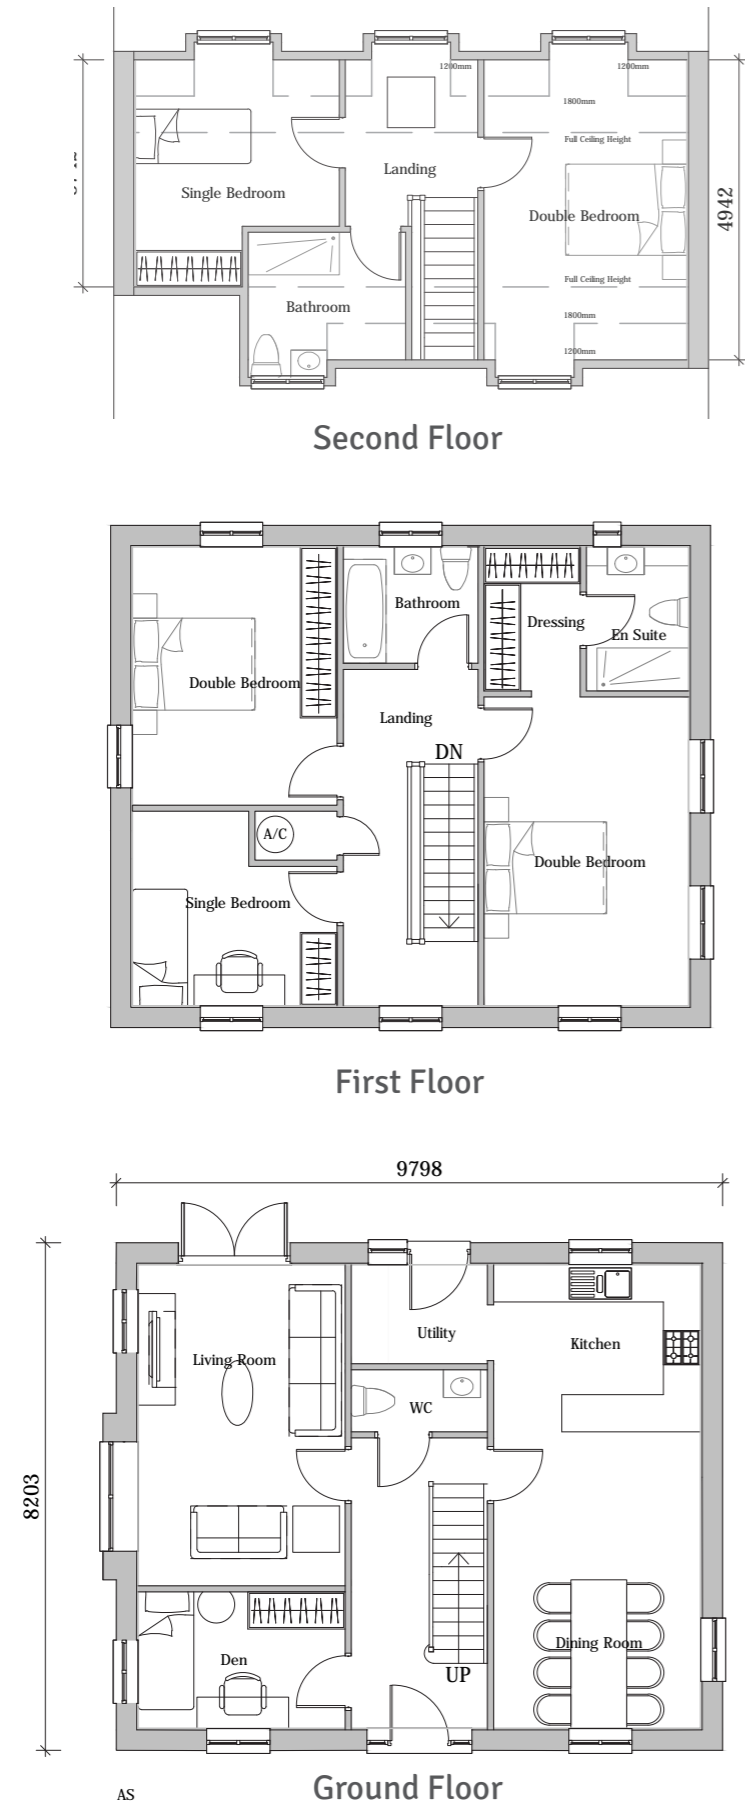 1200mm
1200mm
1800mm
Full Ceiling Height
Landing
Single Bedroom
Double Bedroom
4942
Full Ceiling Height
Bathroom
1800mm
1200mm
Second Floor
Bathroom
Dressing
En Suite
Double Bedroom
Landing
DN
A/C
Double Bedroom
Single Bedroom
First Floor
9798
Utility
Kitchen
Living Room
WC
8203
Dining Room
Den
UP
Ground Floor
AS